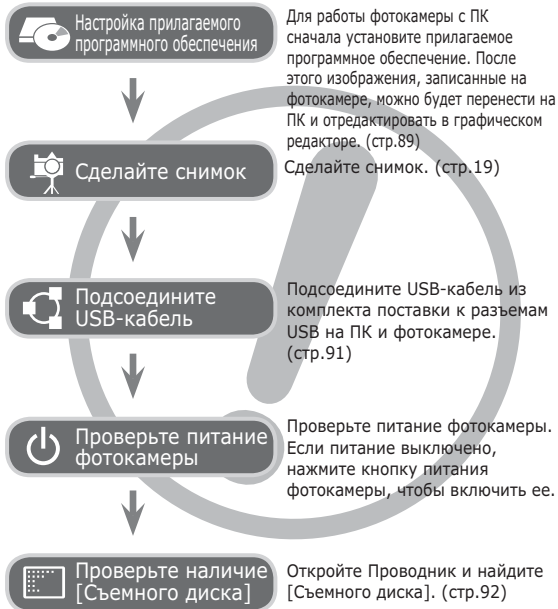 Настройка прилагаемого
программного обеспечения
Для работы фотокамеры с ПК
сначала установите прилагаемое
программное обеспечение. После
этого изображения, записанные на
фотокамере, можно будет перенести на
ПК и отредактировать в графическом
редакторе. (стр.89)
Сделайте снимок
Сделайте снимок. (стр.19)
Подсоедините
USB-кабель
Подсоедините USB-кабель из
комплекта поставки к разъемам
USB на ПК и фотокамере.
(стр.91)
Проверьте питание
фотокамеры
Проверьте питание фотокамеры.
Если питание выключено,
нажмите кнопку питания
фотокамеры, чтобы включить ее.
Проверьте наличие
[Съемного диска]
Откройте Проводник и найдите
[Съемного диска]. (стр.92)